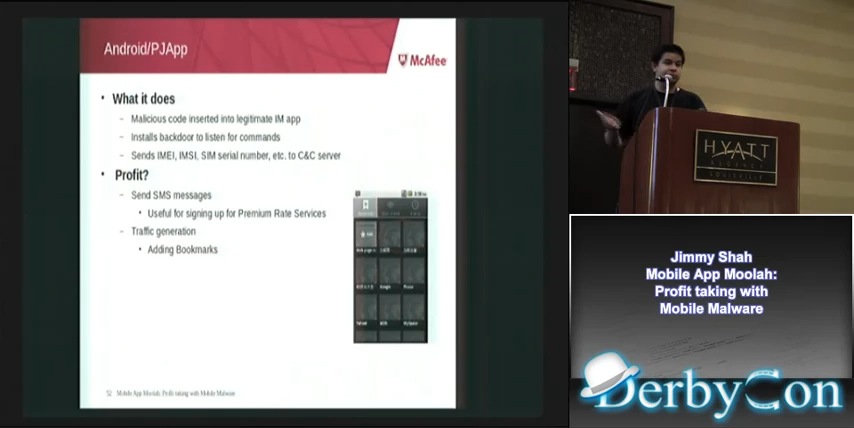 Android/PJApp
McAfee
• What it does
– Malicious code inserted into legitimate IM app
– Installs backdoor to listen for commands
– Sends IMEI, IMSI, SIM serial number, etc. to C&C server
• Profit?
– Send SMS messages
• Useful for signing up for Premium Rate Services
– Traffic generation
• Adding Bookmarks
52 Mobile App Moolah: Profit taking with Mobile Malware
HYATT
REGENCY
LOUISVILLE
Jimmy Shah
Mobile App Moolah:
Profit taking with
Mobile Malware
DerbyCon